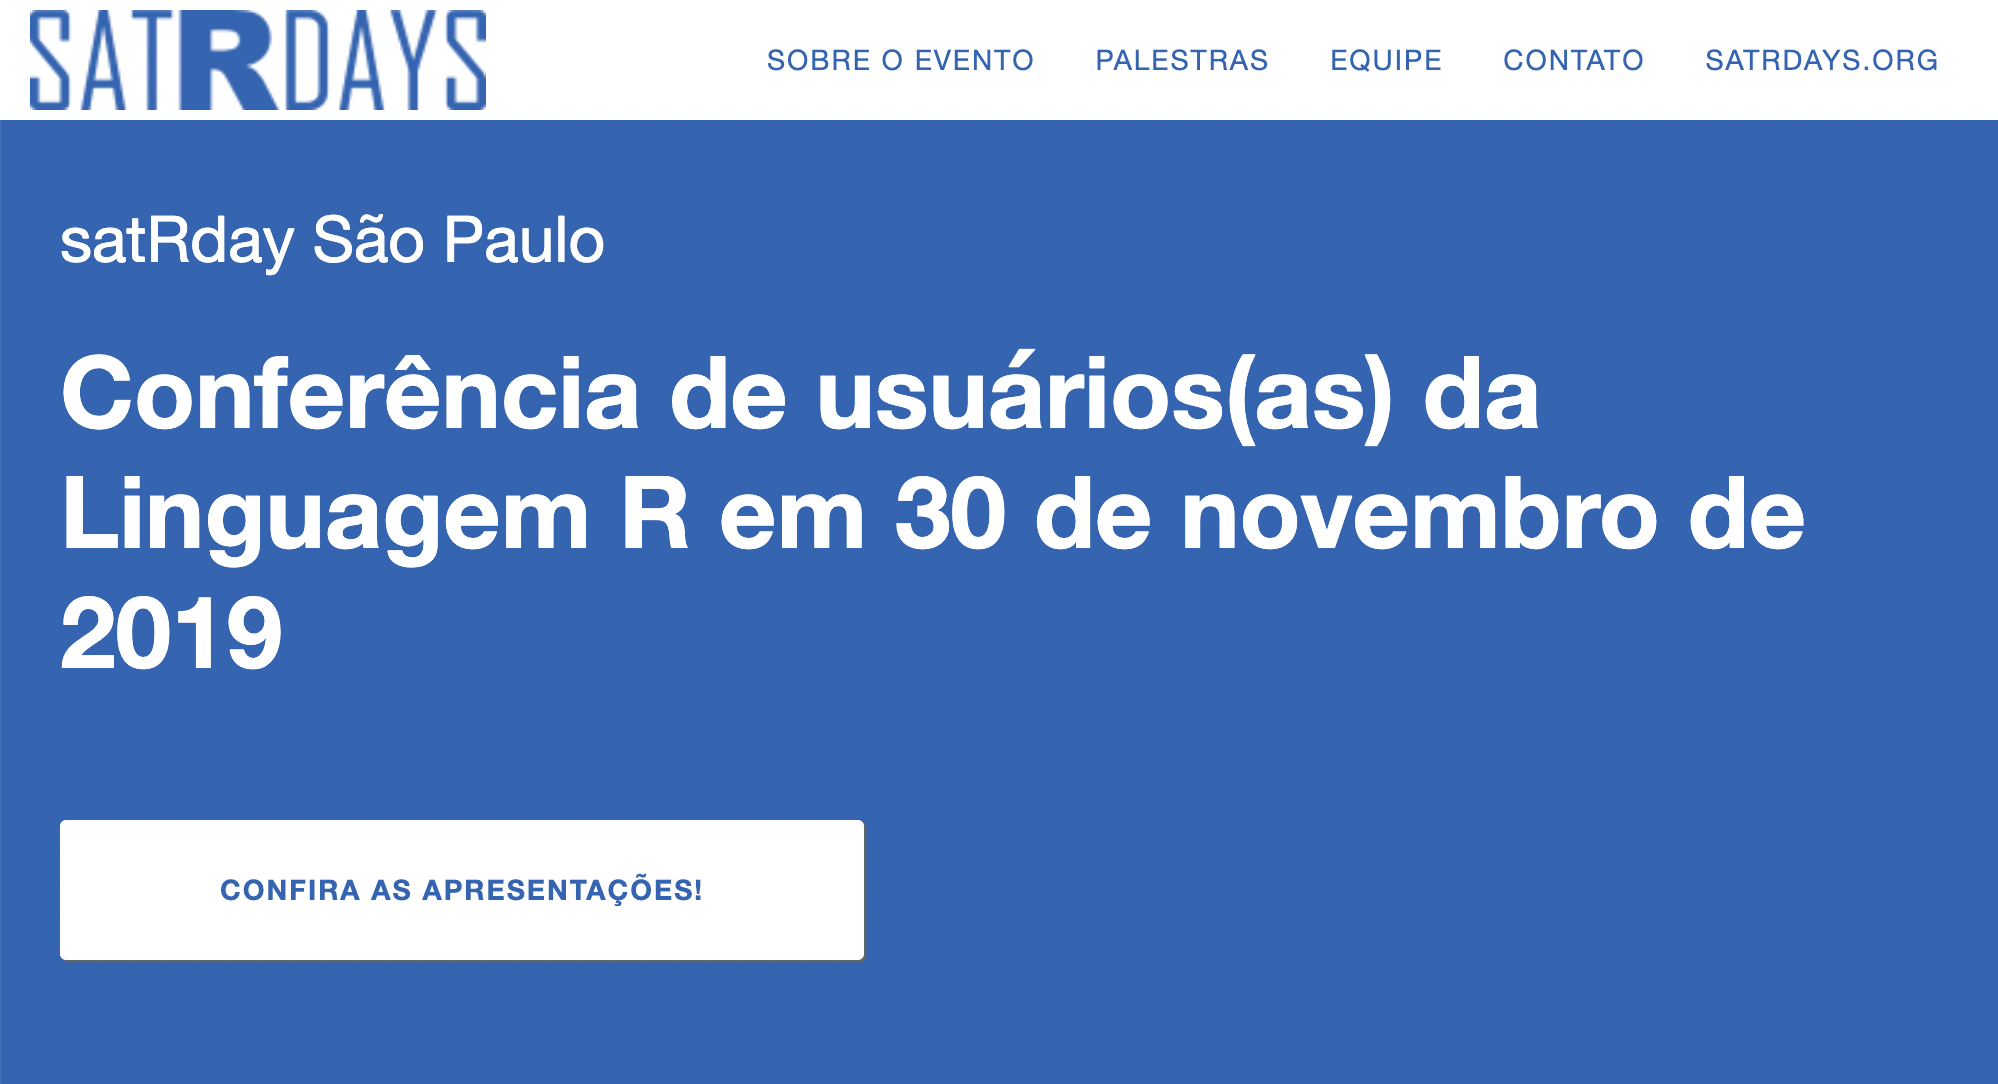 SATRDAYS
SOBRE O EVENTO PALESTRAS EQUIPE CONTATO SATRDAYS.ORG
satRday São Paulo
Conferência de usuários(as) da
Linguagem R em 30 de novembro de
2019
CONFIRA AS APRESENTAÇÕES!